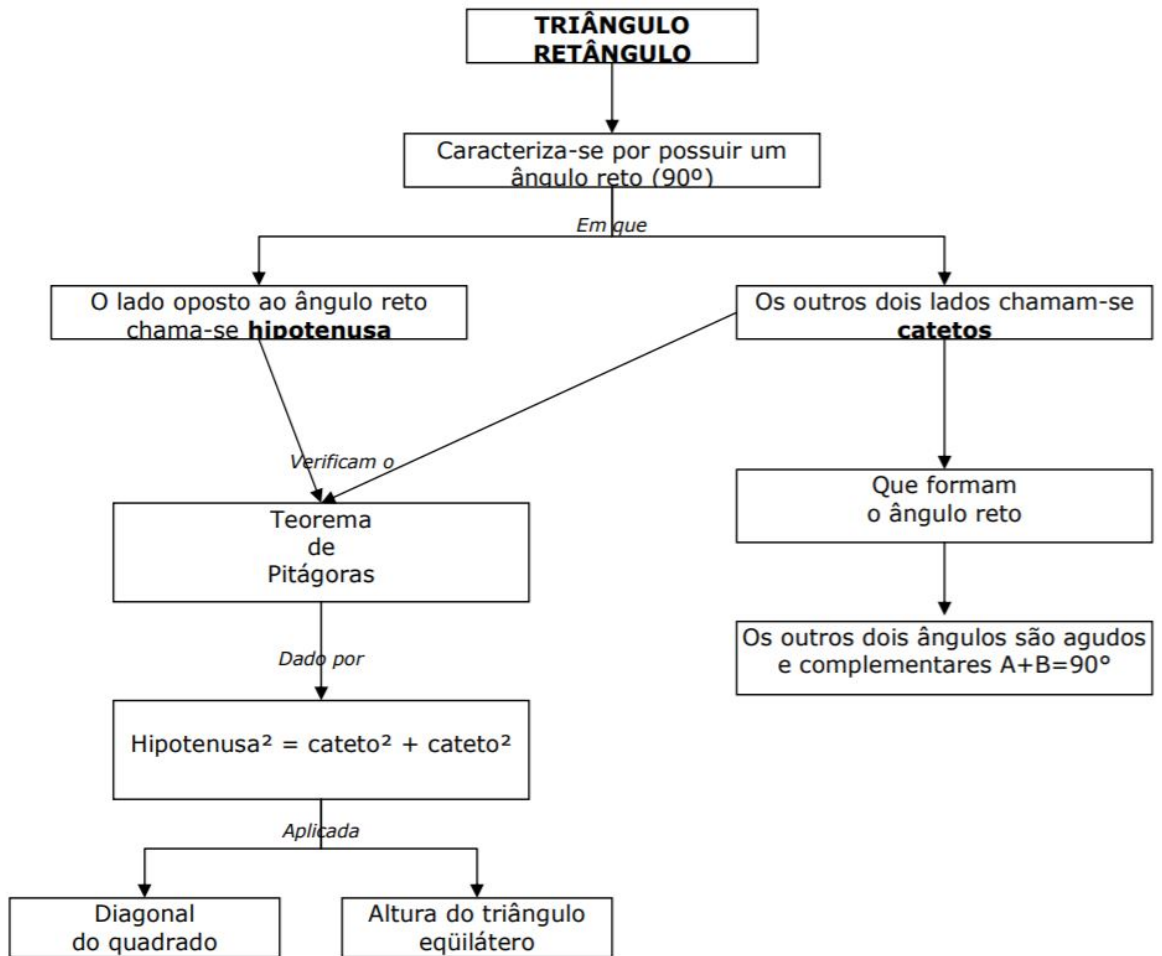 TRIÂNGULO
RETÂNGULO
Caracteriza-se por possuir um
ângulo reto (90º)
Em que
O lado oposto ao ângulo reto
chama-se hipotenusa
Os outros dois lados chamam-se
catetos
Verificam o
Teorema
de
Pitágoras
Que formam
o ângulo reto
Os outros dois ângulos são agudos
e complementares A+B=90°
Dado por
Hipotenusa² = cateto² + cateto²
Aplicada
Diagonal
do quadrado
Altura do triângulo
eqüilátero